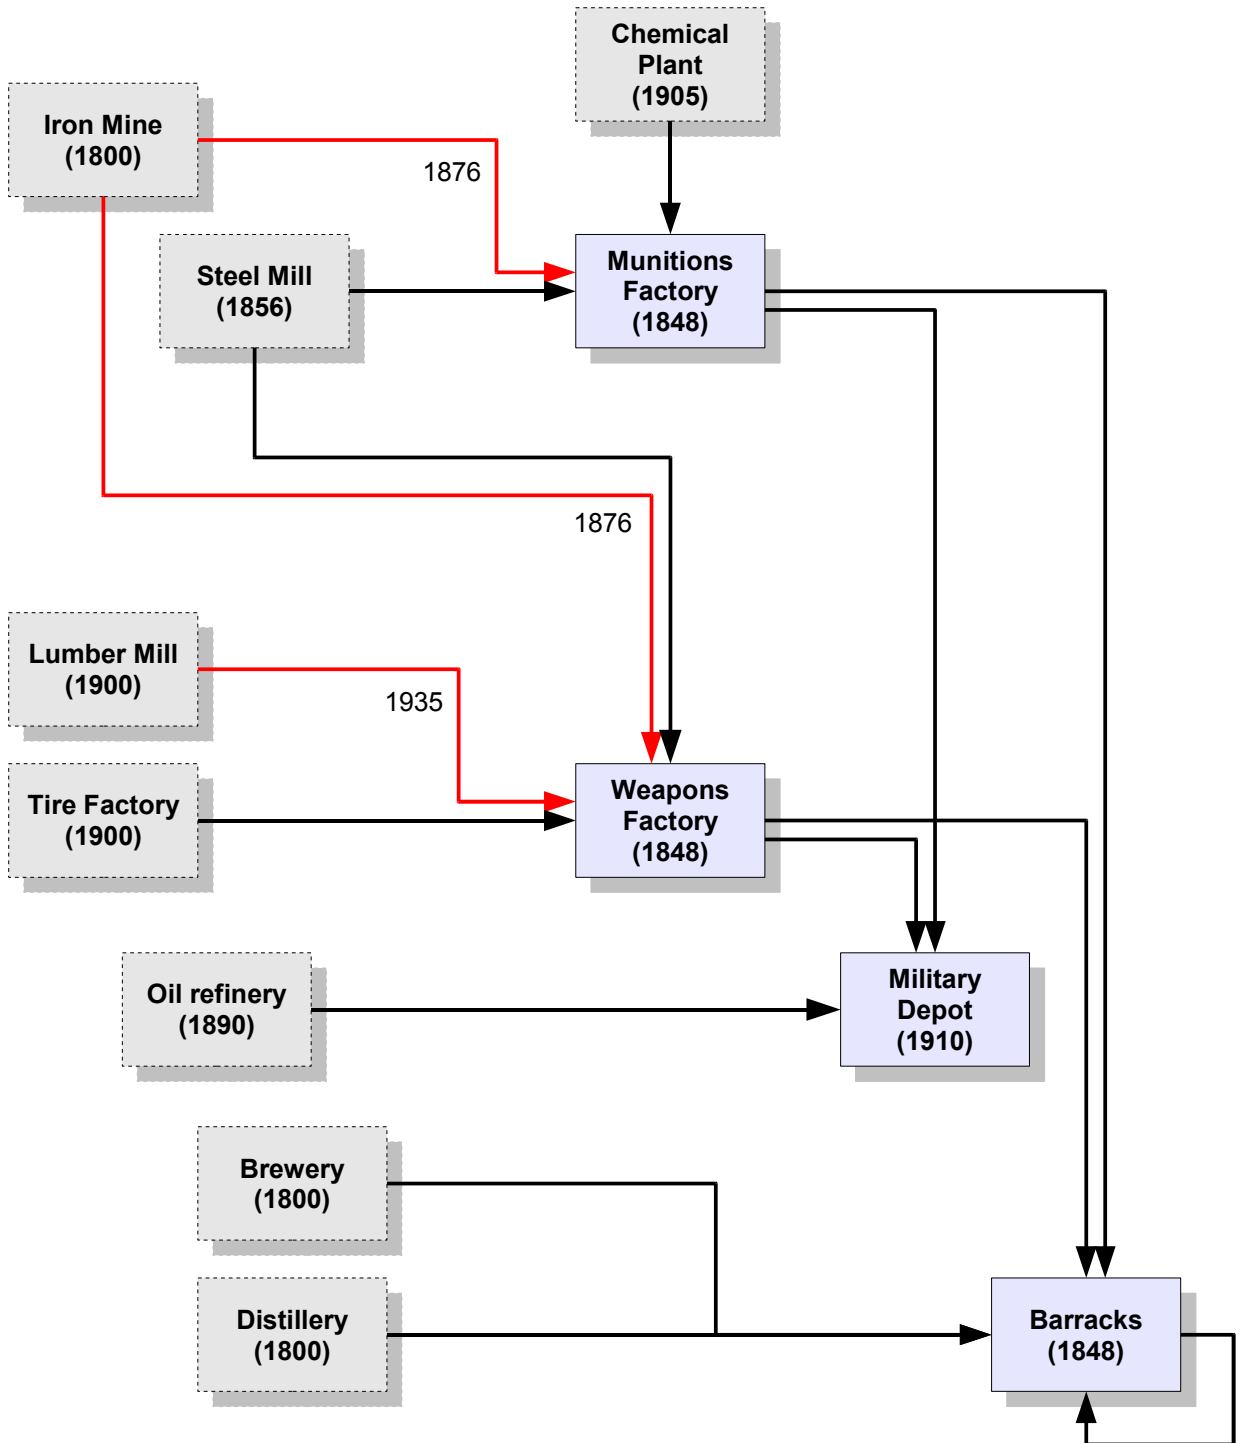 Chemical
Plant
(1905)
Iron Mine
(1800)
1876
Steel Mill
(1856)
Munitions
Factory
(1848)
1876
Lumber Mill
(1900)
1935
Tire Factory
(1900)
Weapons
Factory
(1848)
Oil refinery
(1890)
Military
Depot
(1910)
Brewery
(1800)
Distillery
(1800)
Barracks
(1848)